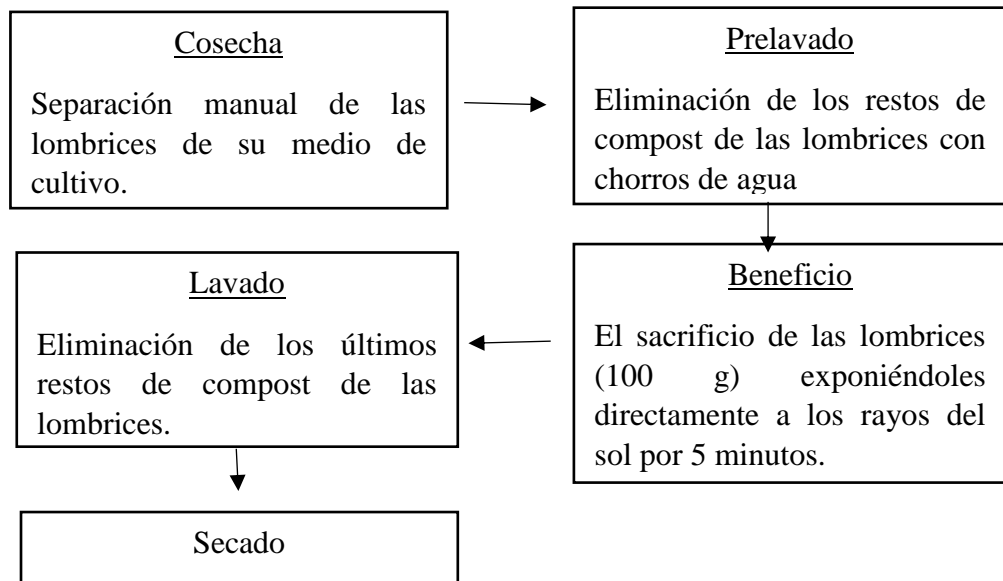 Cosecha
Separación manual de las
lombrices de su medio de
cultivo.
Prelavado
Eliminación de los restos de
compost de las lombrices con
chorros de agua
Beneficio
El sacrificio de las lombrices
(100 g) exponiéndoles
directamente a los rayos del
sol por 5 minutos.
Lavado
Eliminación de los últimos
restos de compost de las
lombrices.
Secado